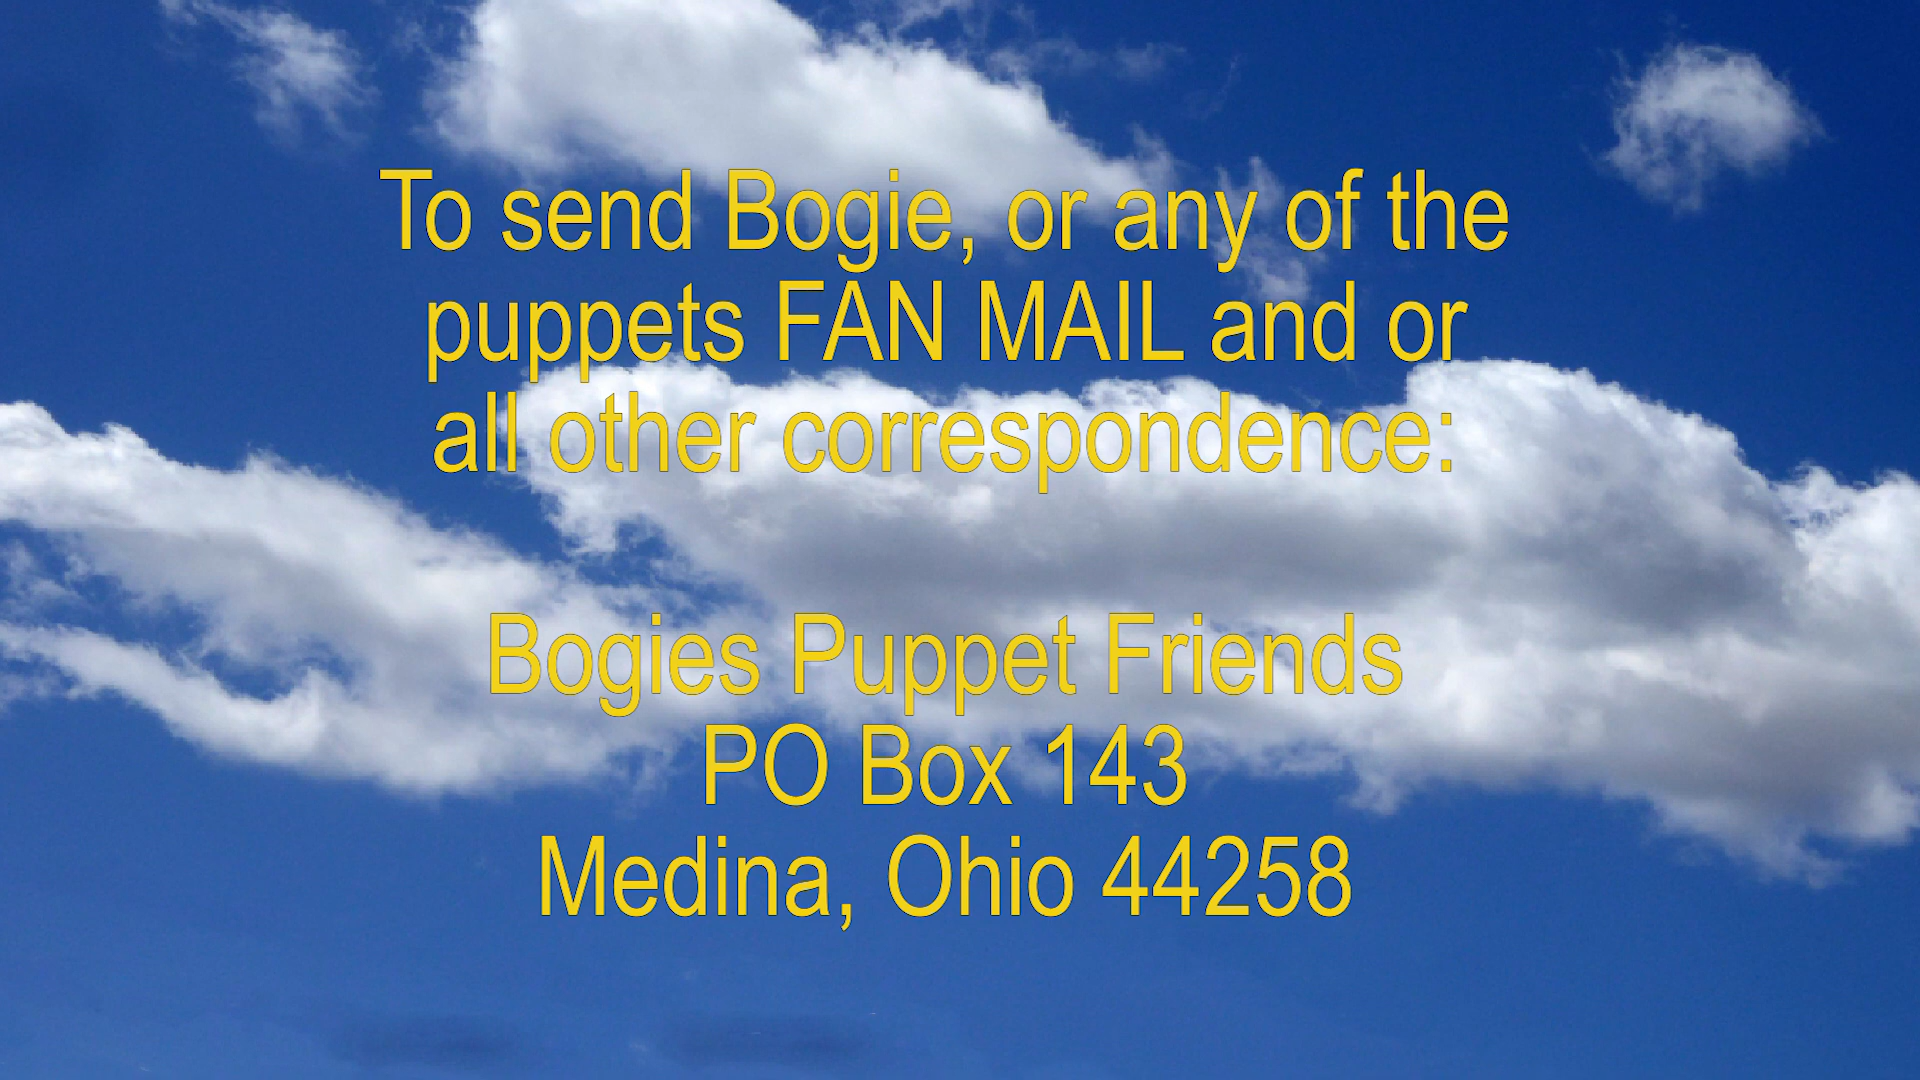 To send Bogie, or any of the
puppets FAN MAIL and or
all other correspondence:
Bogies Puppet Friends
PO Box 143
Medina, Ohio 44258